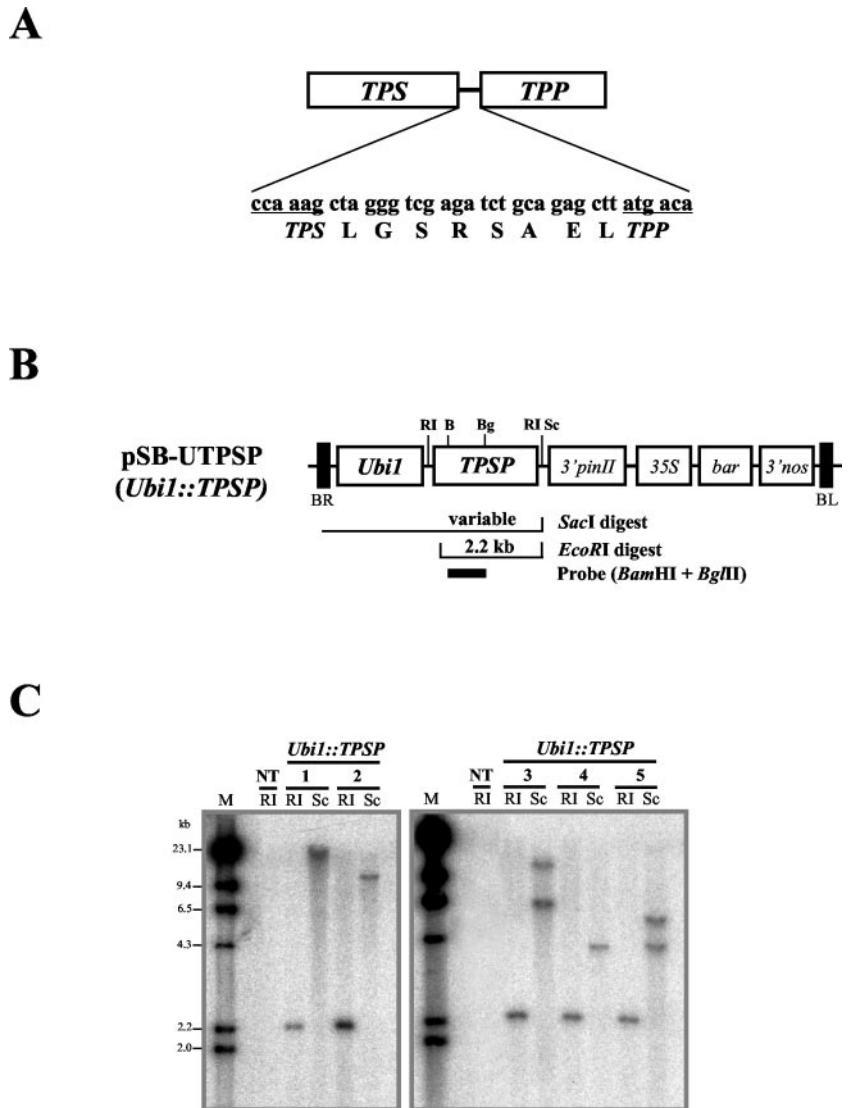 A
TPS TPP
cca aag cta ggg tcg aga tct gca gag ctt atg aca
TPS L G S R S A E L TPP
B
RI B Bg RI Sc
pSB-UTPSP
(Ubi1::TPSP)
Ubi1 TPSP 3'pinII 35S bar 3'nos
BR BL
variable SacI digest
2.2 kb EcoRI digest
Probe (BamHI + BglII)
C
Ubi1::TPSP Ubi1::TPSP
NT 1 2 NT 3 4 5
M RI RI Sc RI Sc M RI RI Sc RI Sc RI Sc
kb
23.1
9.4
6.5
4.3
2.2
2.0